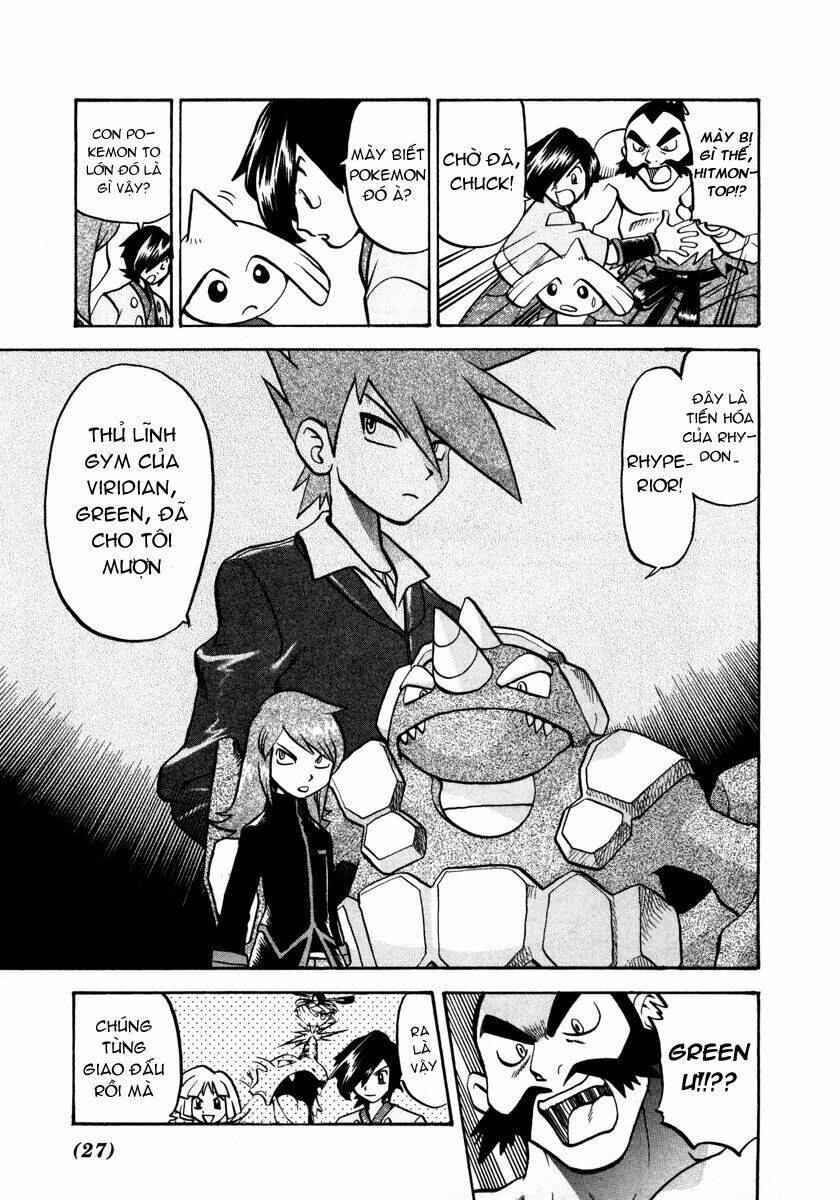 MÀY BỊ
GÌ THẾ,
HITMON-
TOP!?
CHỜ ĐÃ,
CHUCK!
MÀY BIẾT
POKEMON
ĐÓ À?
CON PO-
KEMON TO
LỚN ĐÓ LÀ
GÌ VẬY?
ĐÂY LÀ
TIẾN HÓA
CỦA RHY-
DON..
RHYPE-
RIOR!
THỦ LĨNH
GYM CỦA
VIRIDIAN,
GREEN, ĐÃ
CHO TÔI
MƯỢN
GREEN
Ư!!??
RA
LÀ
VẬY
CHÚNG
TỪNG
GIAO ĐẤU
RỒI MÀ
(27)